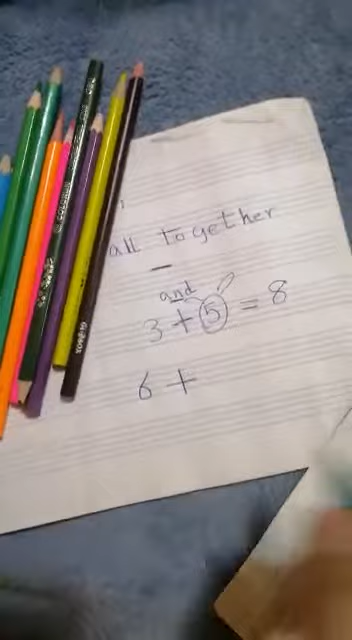 all together
and
3 + 5 = 8
6 +